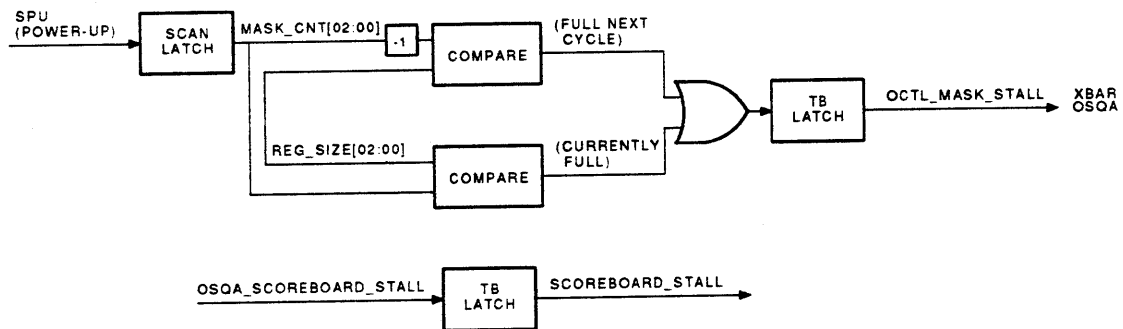 SPU
(POWER-UP)
SCAN
LATCH
MASK_CNT[02:00]
-1
COMPARE
(FULL NEXT
CYCLE)
TB
LATCH
OCTL_MASK_STALL
XBAR
OSQA
REG_SIZE[02:00]
COMPARE
(CURRENTLY
FULL)
OSQA_SCOREBOARD_STALL
TB
LATCH
SCOREBOARD_STALL